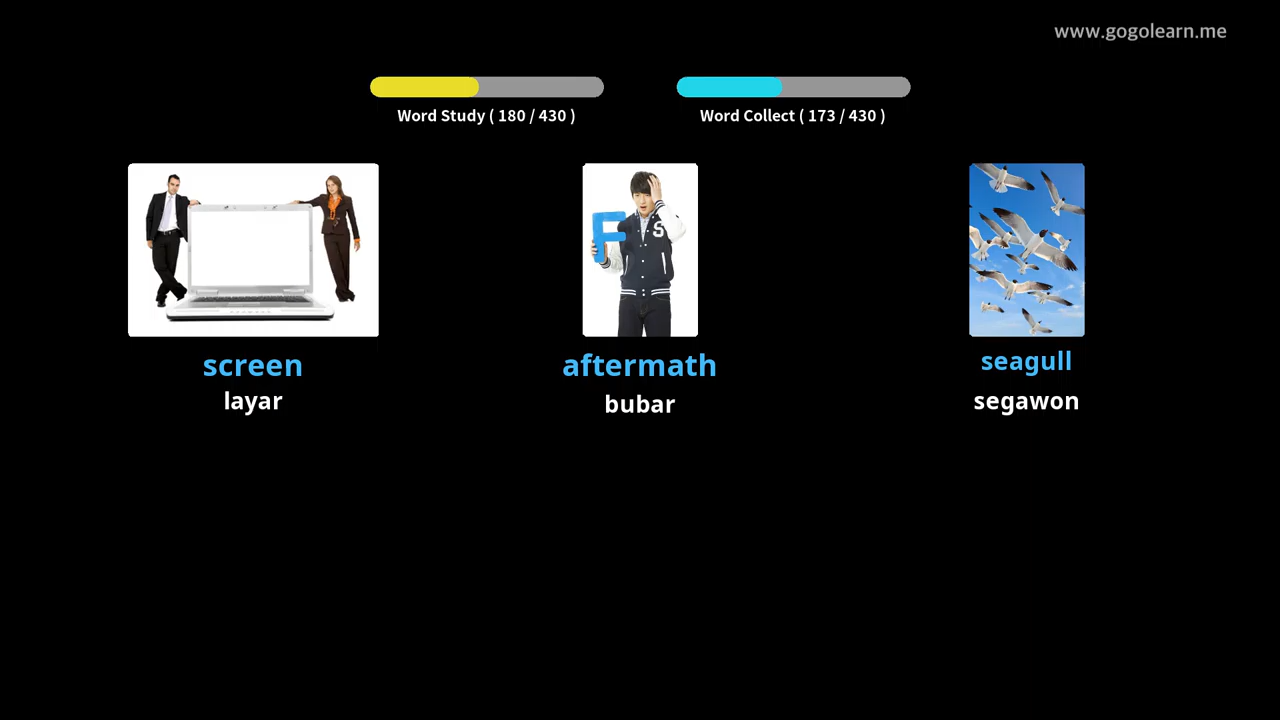 www.gogolearn.me
Word Study ( 180 / 430 )
Word Collect ( 173 / 430 )
F
S
screen
aftermath
seagull
layar
bubar
segawon